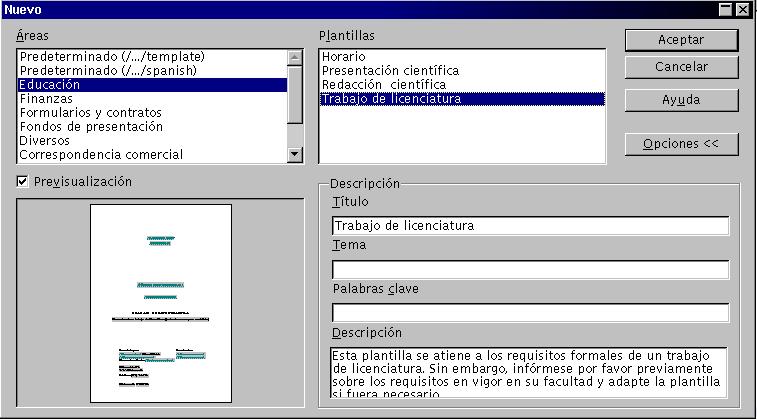 Nuevo
Áreas
Predeterminado (/.../template)
Predeterminado (/.../spanish)
Educación
Finanzas
Formularios y contratos
Fondos de presentación
Diversos
Correspondencia comercial
Plantillas
Horario
Presentación científica
Redacción  científica
Trabajo de licenciatura
Aceptar
Cancelar
Ayuda
Opciones <<
Previsualización
Descripción
Título
Trabajo de licenciatura
Tema
Palabras clave
Descripción
Esta plantilla se atiene a los requisitos formales de un trabajo
de licenciatura. Sin embargo, infórmese por favor previamente
sobre los requisitos en vigor en su facultad y adapte la plantilla
si fuera necesario